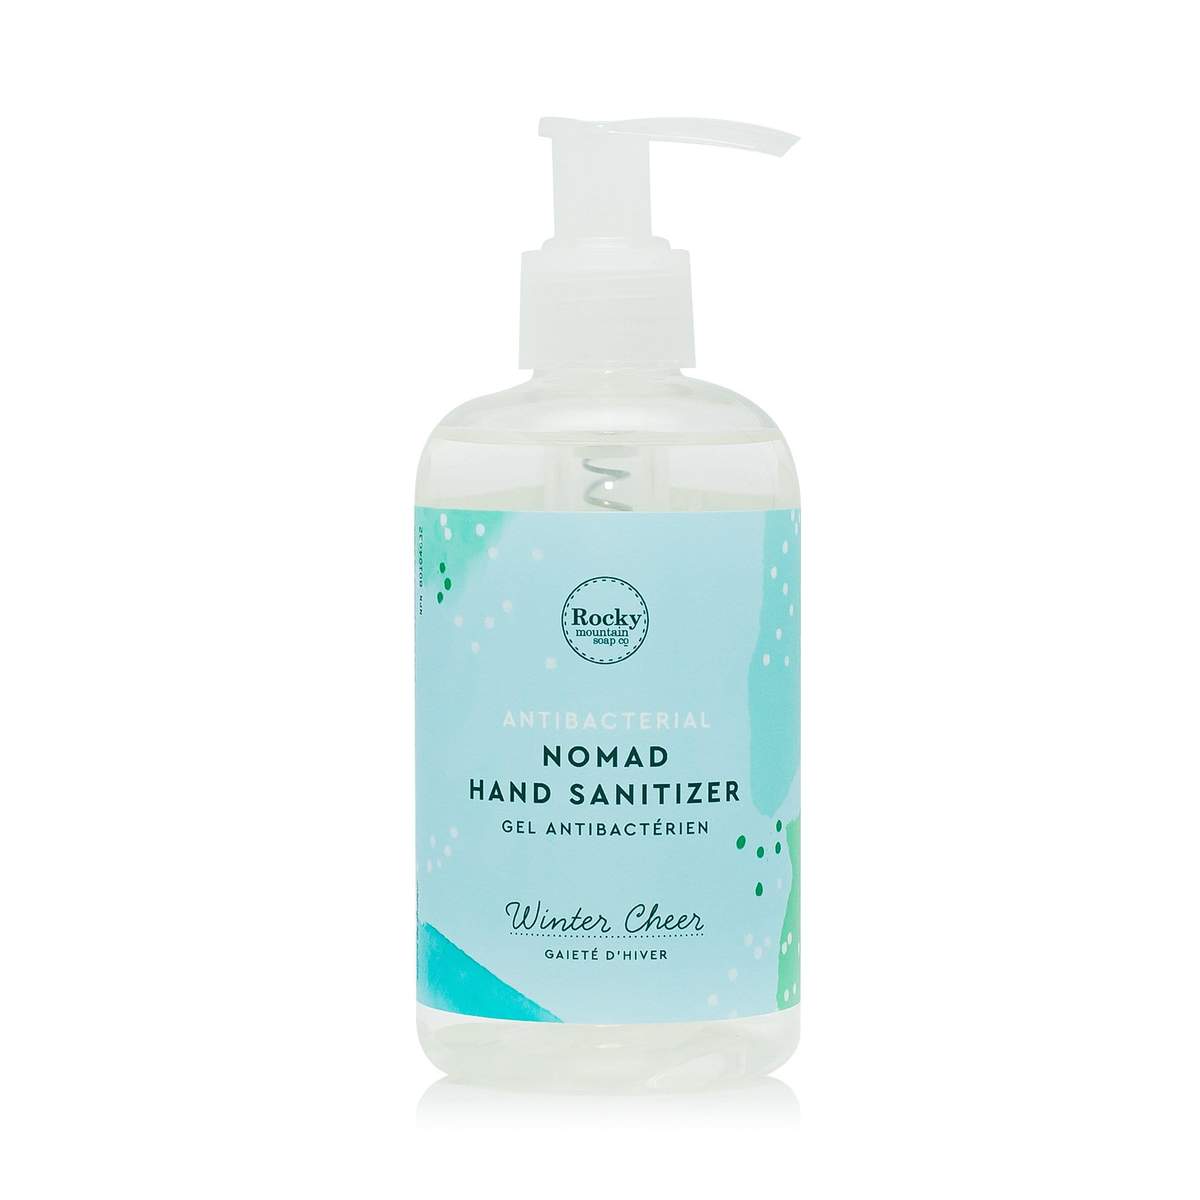 Rocky
mountain
soap co
ANTIBACTERIAL
NOMAD
HAND SANITIZER
GEL ANTIBACTÉRIEN
Winter Cheer
GAIETÉ D'HIVER